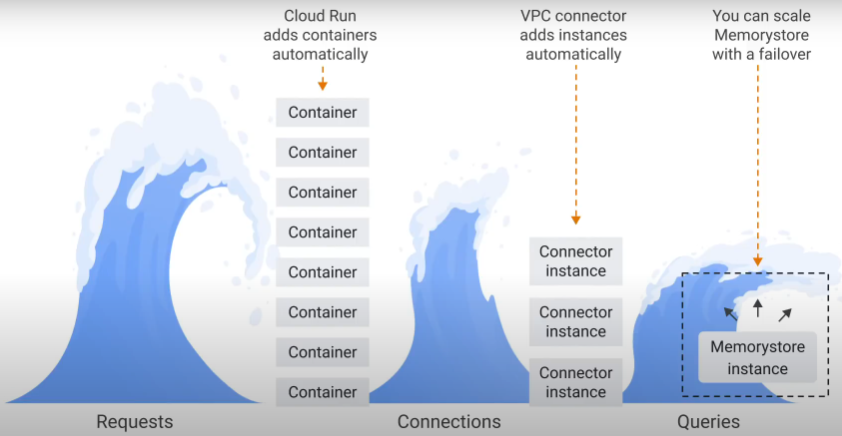 Cloud Run
adds containers
automatically
VPC connector
adds instances
automatically
You can scale
Memorystore
with a failover
Container
Container
Container
Container
Container
Container
Container
Container
Connector
instance
Connector
instance
Connector
instance
Memorystore
instance
Requests
Connections
Queries